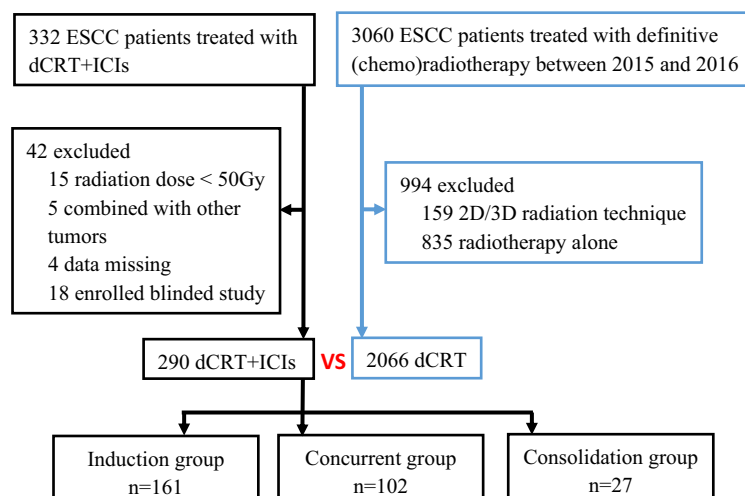 332 ESCC patients treated with
dCRT+ICIs
3060 ESCC patients treated with definitive
(chemo)radiotherapy between 2015 and 2016
42 excluded
15 radiation dose < 50Gy
5 combined with other
tumors
4 data missing
18 enrolled blinded study
994 excluded
159 2D/3D radiation technique
835 radiotherapy alone
290 dCRT+ICIs
VS
2066 dCRT
Induction group
n=161
Concurrent group
n=102
Consolidation group
n=27